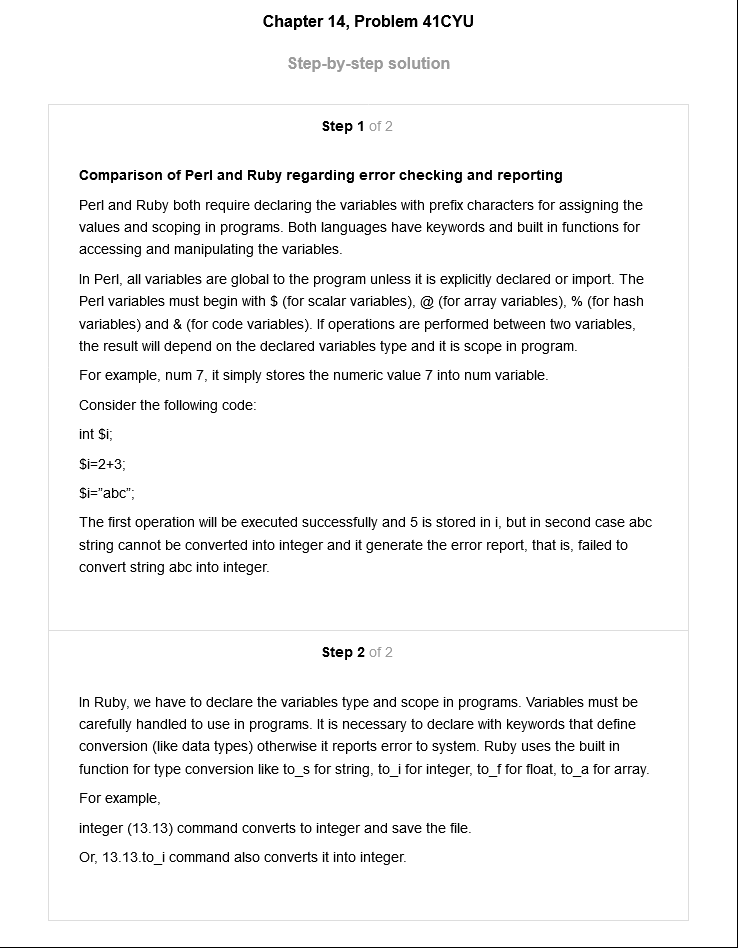 Chapter 14, Problem 41CYU
Step-by-step solution
Step 1 of 2
Comparison of Perl and Ruby regarding error checking and reporting
Perl and Ruby both require declaring the variables with prefix characters for assigning the
values and scoping in programs. Both languages have keywords and built in functions for
accessing and manipulating the variables.
In Perl, all variables are global to the program unless it is explicitly declared or import. The
Perl variables must begin with $ (for scalar variables), @ (for array variables), % (for hash
variables) and & (for code variables). If operations are performed between two variables,
the result will depend on the declared variables type and it is scope in program.
For example, num 7, it simply stores the numeric value 7 into num variable.
Consider the following code:
int $i;
$i=2+3;
$i=”abc”;
The first operation will be executed successfully and 5 is stored in i, but in second case abc
string cannot be converted into integer and it generate the error report, that is, failed to
convert string abc into integer.
Step 2 of 2
In Ruby, we have to declare the variables type and scope in programs. Variables must be
carefully handled to use in programs. It is necessary to declare with keywords that define
conversion (like data types) otherwise it reports error to system. Ruby uses the built in
function for type conversion like to_s for string, to_i for integer, to_f for float, to_a for array.
For example,
integer (13.13) command converts to integer and save the file.
Or, 13.13.to_i command also converts it into integer.